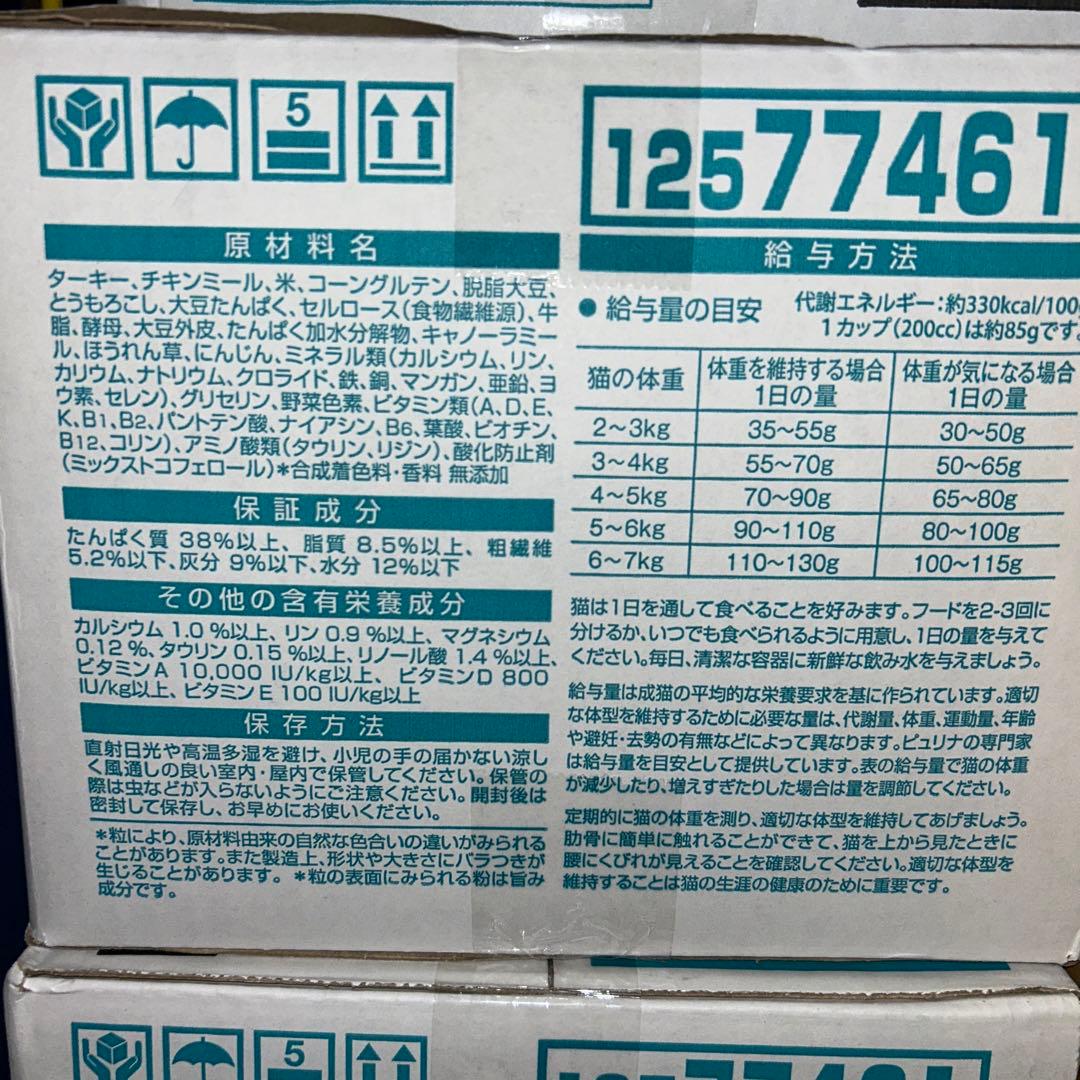 5
12577461
原材料名
ターキー、チキンミール、米、コーングルテン、脱脂大豆、
とうもろこし、大豆たんぱく、セルロース(食物繊維源)、牛
脂、酵母、大豆外皮、たんぱく加水分解物、キャノーラミー
ル、ほうれん草、にんじん、ミネラル類(カルシウム、リン、
カリウム、ナトリウム、クロライド、鉄、銅、マンガン、亜鉛、ヨ
ウ素、セレン)、グリセリン、野菜色素、ビタミン類(A、D、E、
K、B1、B2、パントテン酸、ナイアシン、B6、葉酸、ビオチン、
B12、コリン)、アミノ酸類(タウリン、リジン)、酸化防止剤
(ミックストコフェロール)*合成着色料・香料 無添加
保証成分
たんぱく質 38%以上、脂質 8.5%以上、粗繊維
5.2%以下、灰分 9%以下、水分 12%以下
その他の含有栄養成分
カルシウム 1.0 %以上、リン 0.9 %以上、マグネシウム
0.12 %、タウリン 0.15 %以上、リノール酸 1.4 %以上、
ビタミンA 10,000 IU/kg以上、ビタミンD 800
IU/kg以上、ビタミンE 100 IU/kg以上
保存方法
直射日光や高温多湿を避け、小児の手の届かない涼し
く風通しの良い室内・屋内で保管してください。保管の
際は虫などが入らないようにご注意ください。開封後は
密封して保存し、お早めにお使いください。
*粒により、原材料由来の自然な色合いの違いがみられる
ことがあります。また製造上、形状や大きさにバラつきが
生じることがあります。 *粒の表面にみられる粉は旨み
成分です。
給与方法
● 給与量の目安 代謝エネルギー:約330kcal/100g
1カップ(200cc)は約85gです。
猫の体重 体重を維持する場合 1日の量 体重が気になる場合 1日の量
2~3kg 35~55g 30~50g
3~4kg 55~70g 50~65g
4~5kg 70~90g 65~80g
5~6kg 90~110g 80~100g
6~7kg 110~130g 100~115g
猫は1日を通して食べることを好みます。フードを2-3回に
分けるか、いつでも食べられるように用意し、1日の量を与えて
ください。毎日、清潔な容器に新鮮な飲み水を与えましょう。
給与量は成猫の平均的な栄養要求を基に作られています。適切
な体型を維持するために必要な量は、代謝量、体重、運動量、年齢
や避妊・去勢の有無などによって異なります。ピュリナの専門家
は給与量を目安として提供しています。表の給与量で猫の体重
が減少したり、増えすぎたりした場合は量を調節してください。
定期的に猫の体重を測り、適切な体型を維持してあげましょう。
肋骨に簡単に触れることができて、猫を上から見たときに
腰にくびれが見えることを確認してください。適切な体型を
維持することは猫の生涯の健康のために重要です。
5